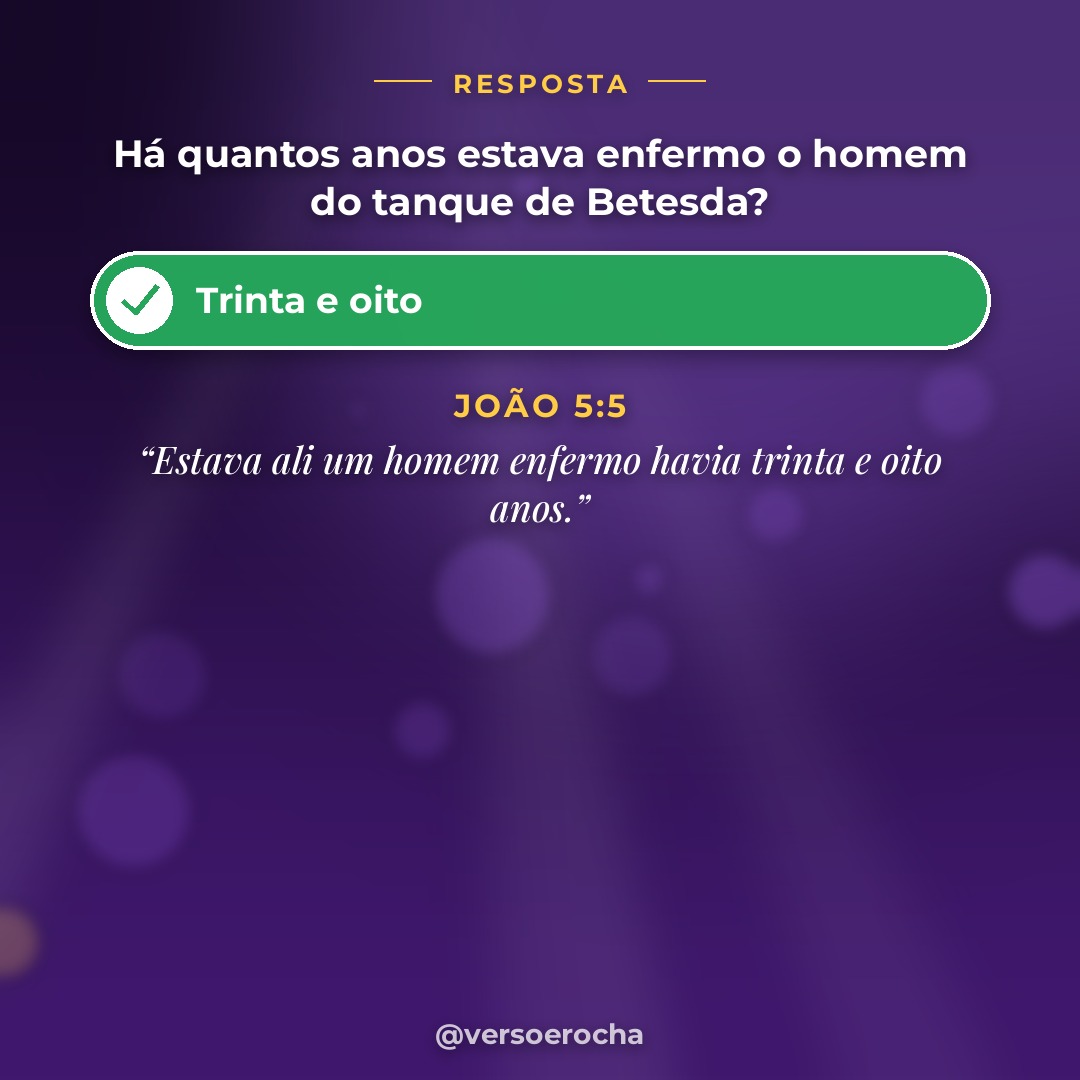 RESPOSTA
Há quantos anos estava enfermo o homem
do tanque de Betesda?
Trinta e oito
JOÃO 5:5
“Estava ali um homem enfermo havia trinta e oito
anos.”
@versoerocha